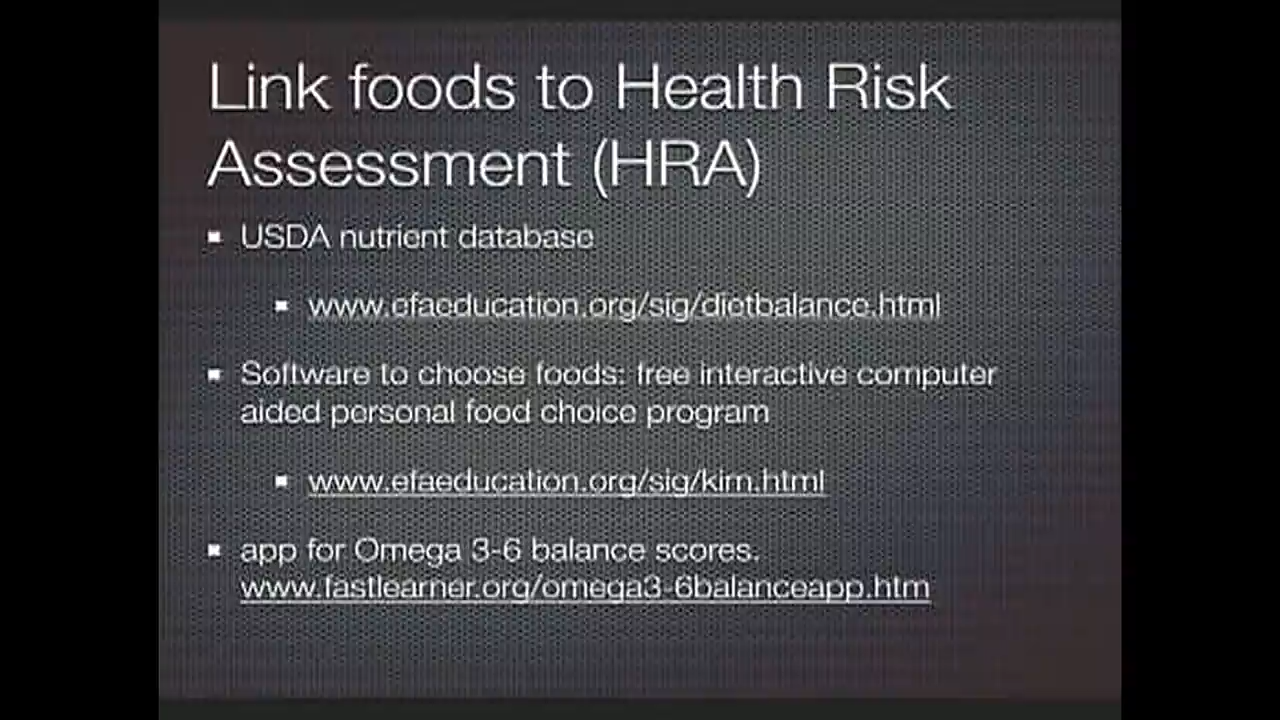 Link foods to Health Risk
Assessment (HRA)
USDA nutrient database
www.efaeducation.org/sig/dietbalance.html
Software to choose foods: free interactive computer
aided personal food choice program
www.efaeducation.org/sig/kim.html
app for Omega 3-6 balance scores.
www.fastlearner.org/omega3-6balanceapp.htm